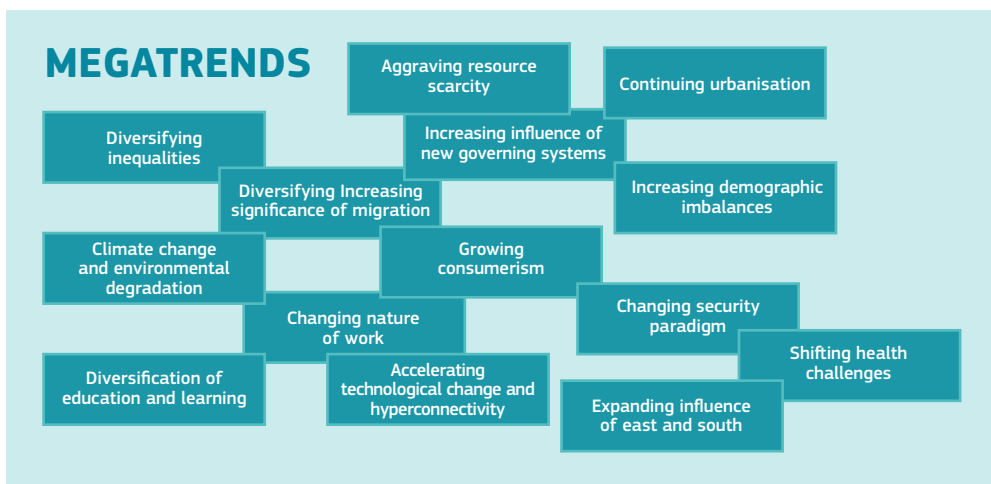 MEGATRENDS
Aggraving resource
scarcity
Continuing urbanisation
Diversifying
inequalities
Increasing influence of
new governing systems
Diversifying Increasing
significance of migration
Increasing demographic
imbalances
Climate change
and environmental
degradation
Growing
consumerism
Changing nature
of work
Changing security
paradigm
Shifting health
challenges
Diversification of
education and learning
Accelerating
technological change and
hyperconnectivity
Expanding influence
of east and south